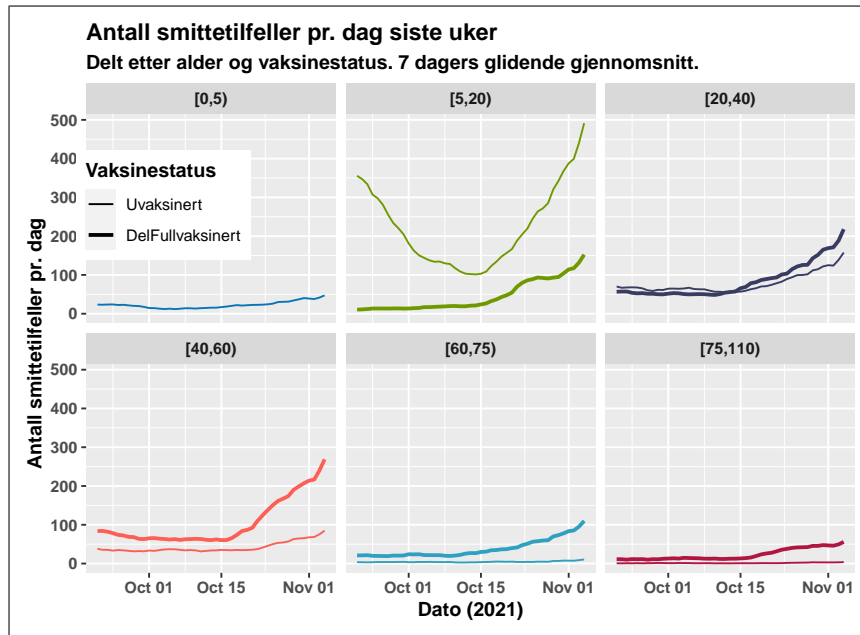 Antall smittetilfeller pr. dag siste uker
Delt etter alder og vaksinestatus. 7 dagers glidende gjennomsnitt.
[0,5)
[5,20)
[20,40)
500
400
300
200
100
0
Vaksinestatus
Uvaksinert
DelFullvaksinert
Antall smittetilfeller pr. dag
[40,60)
[60,75)
[75,110)
500
400
300
200
100
0
Oct 01
Oct 15
Nov 01
Oct 01
Oct 15
Nov 01
Oct 01
Oct 15
Nov 01
Dato (2021)